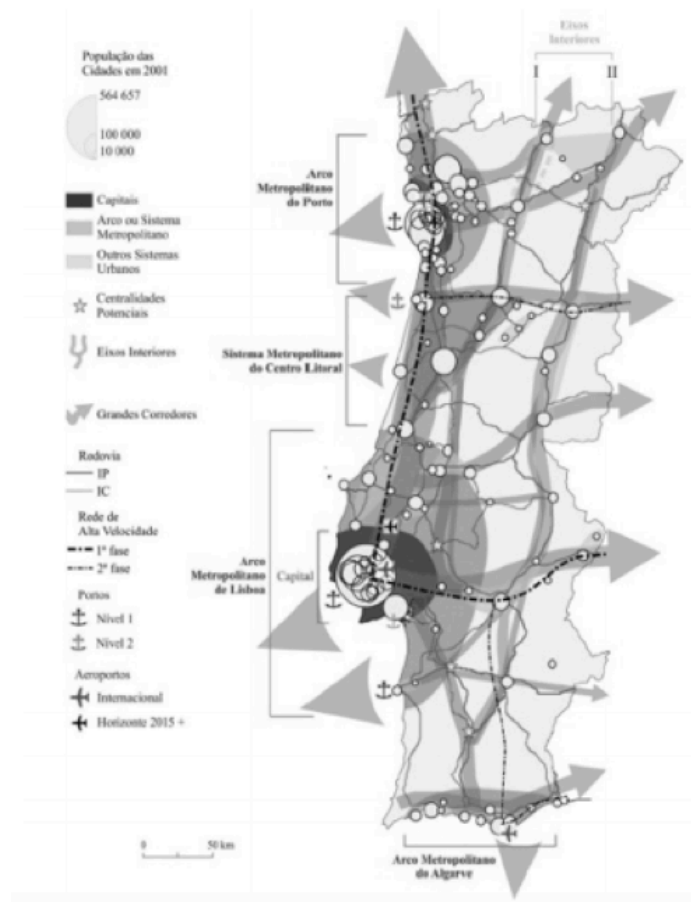 População das
Cidades em 2001
564 657
100 000
10 000
Capitais
Arco ou Sistema
Metropolitano
Outros Sistemas
Urbanos
Centralidades
Potenciais
Eixos Interiores
Grandes Corredores
Rodovia
IP
IC
Rede de
Alta Velocidade
1ª fase
2ª fase
Portos
Nível 1
Nível 2
Aeroportos
Internacional
Horizonte 2015 +
0 50 km
Eixos
Interiores
I II
Arco
Metropolitano
do Porto
Sistema Metropolitano
do Centro Litoral
Arco
Metropolitano
de Lisboa
Capital
Arco Metropolitano
do Algarve